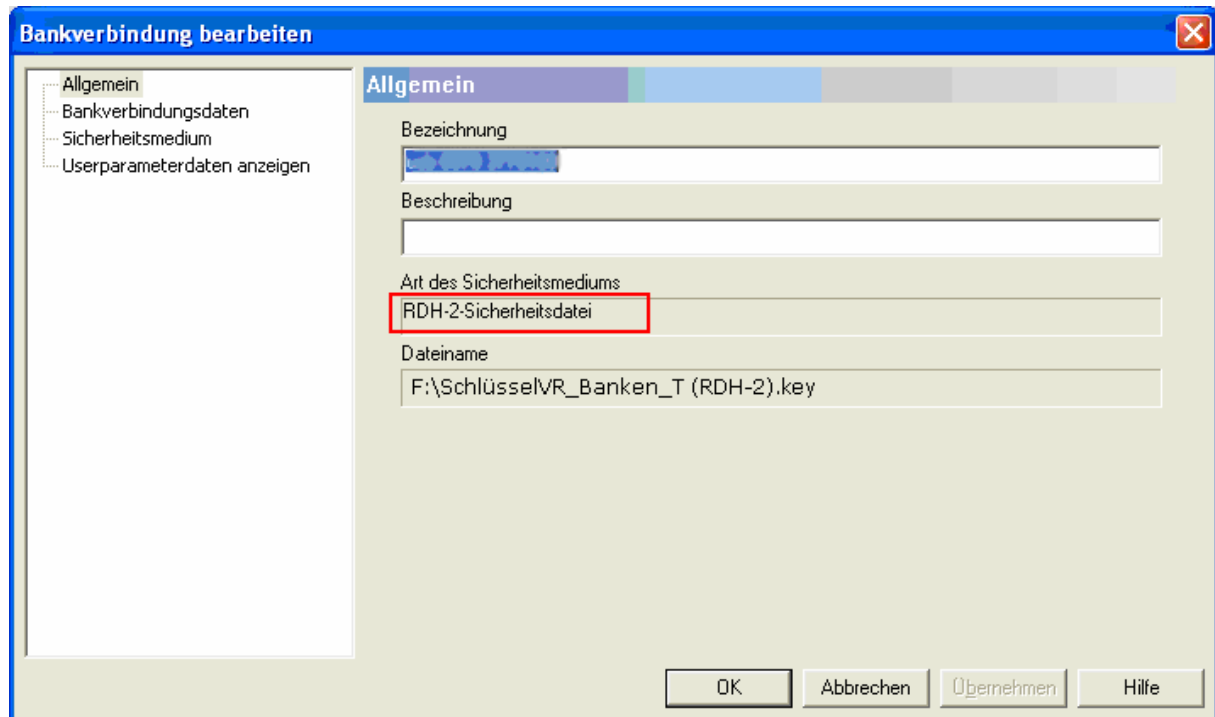 Bankverbindung bearbeiten
Allgemein
Bankverbindungsdaten
Sicherheitsmedium
Userparameterdaten anzeigen
Allgemein
Bezeichnung
Beschreibung
Art des Sicherheitsmediums
RDH-2-Sicherheitsdatei
Dateiname
F:\SchlüsselVR_Banken_T (RDH-2).key
OK Abbrechen Übernehmen Hilfe